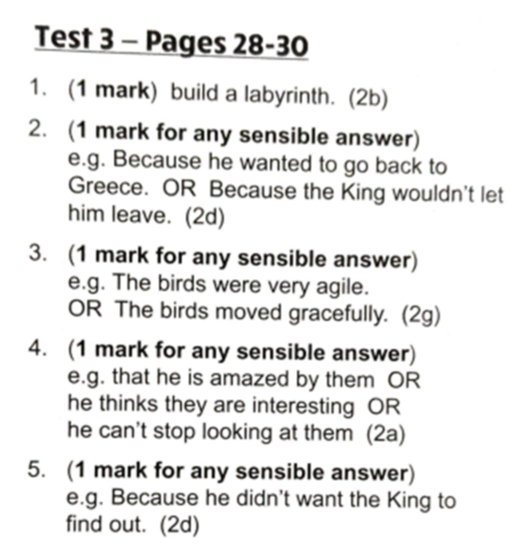 Test 3 – Pages 28-30
1. (1 mark) build a labyrinth. (2b)
2. (1 mark for any sensible answer)
e.g. Because he wanted to go back to
Greece. OR Because the King wouldn't let
him leave. (2d)
3. (1 mark for any sensible answer)
e.g. The birds were very agile.
OR The birds moved gracefully. (2g)
4. (1 mark for any sensible answer)
e.g. that he is amazed by them OR
he thinks they are interesting OR
he can't stop looking at them (2a)
5. (1 mark for any sensible answer)
e.g. Because he didn't want the King to
find out. (2d)